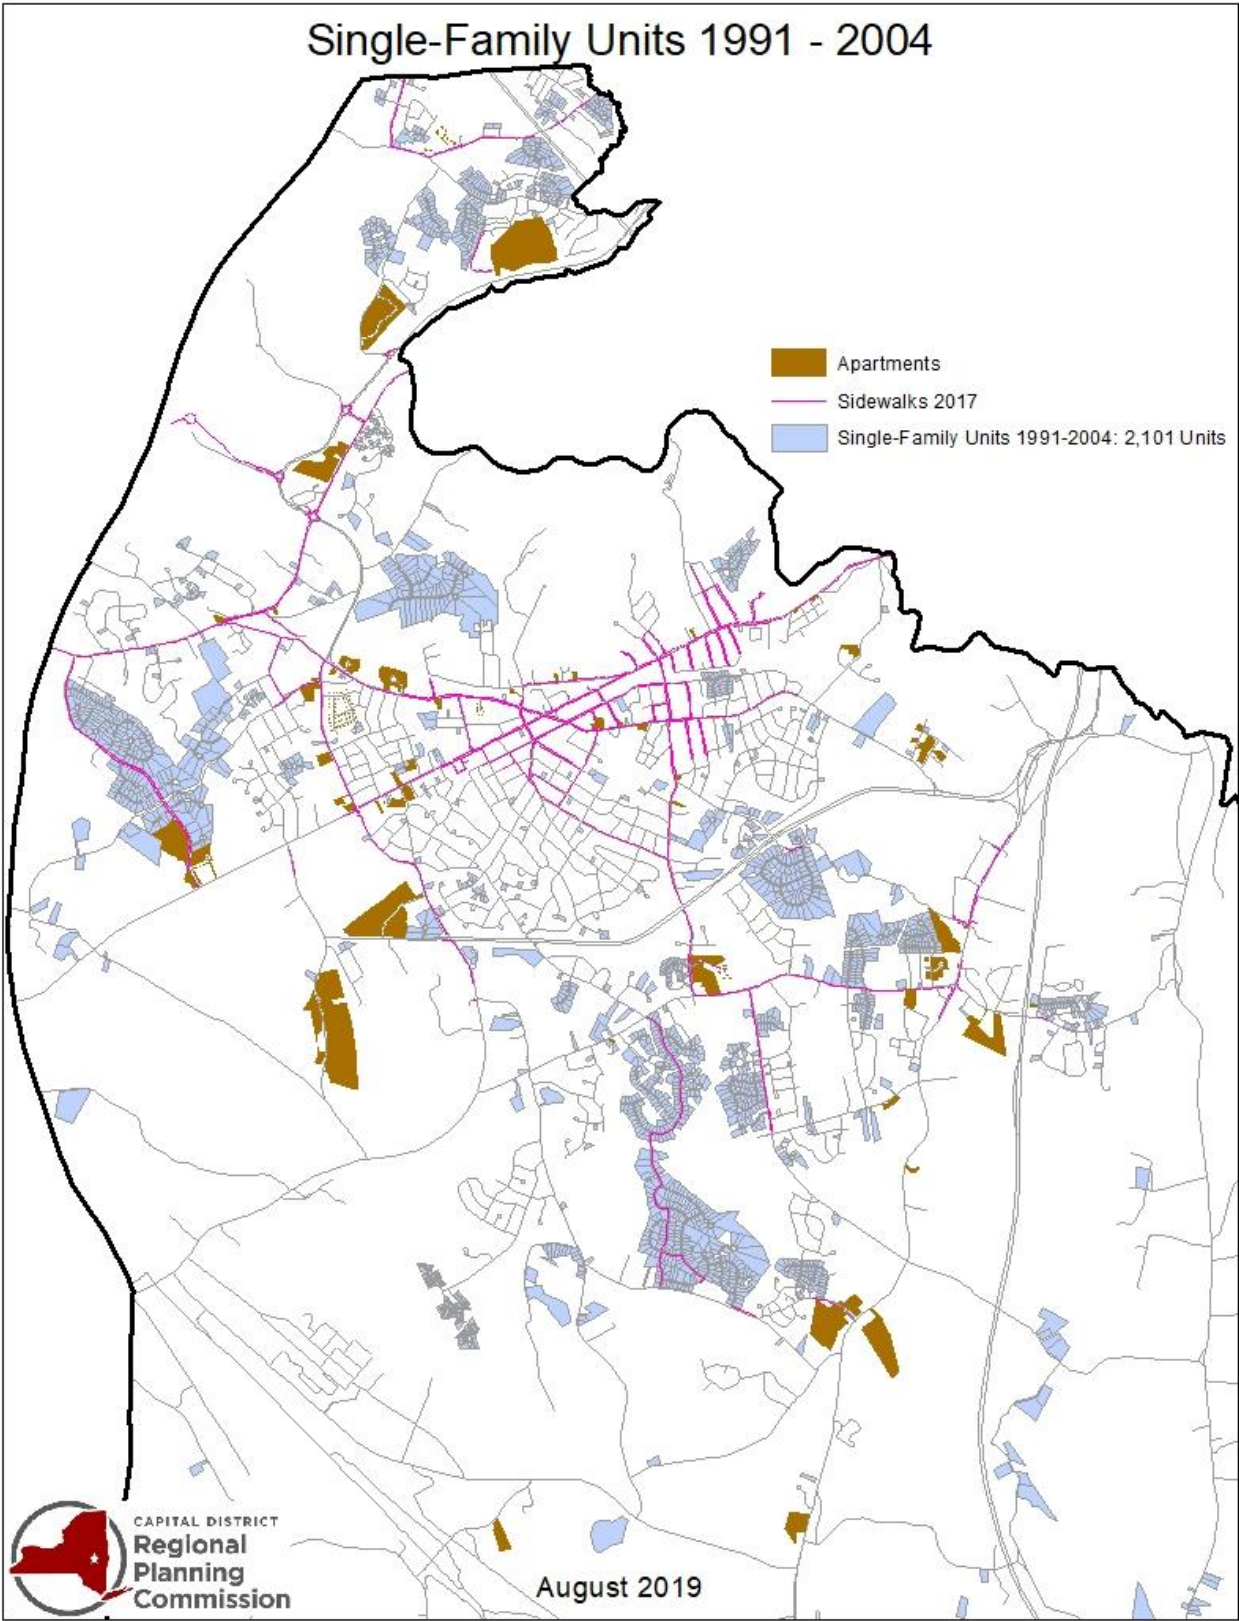 Single-Family Units 1991 - 2004
Apartments
Sidewalks 2017
Single-Family Units 1991-2004: 2,101 Units
CAPITAL DISTRICT
Regional
Planning
Commission
August 2019